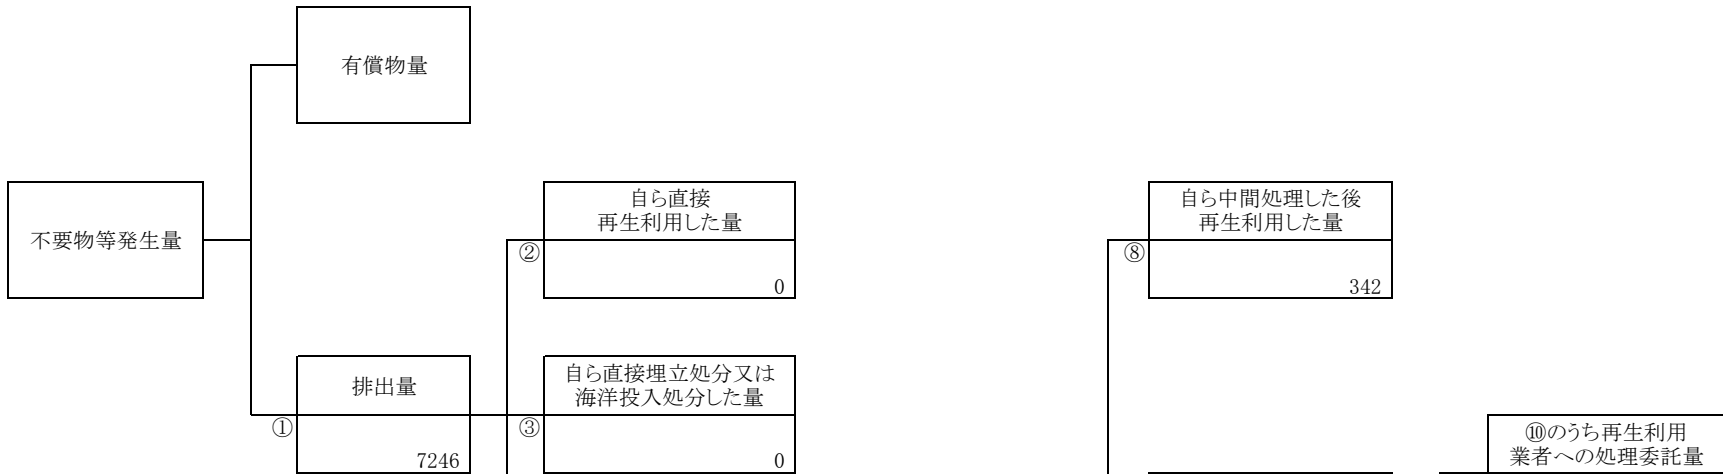 有償物量
不要物等発生量
自ら直接
再生利用した量
②
0
自ら中間処理した後
再生利用した量
⑧
342
排出量
①
7246
自ら直接埋立処分又は
海洋投入処分した量
③
0
⑩のうち再生利用
業者への処理委託量